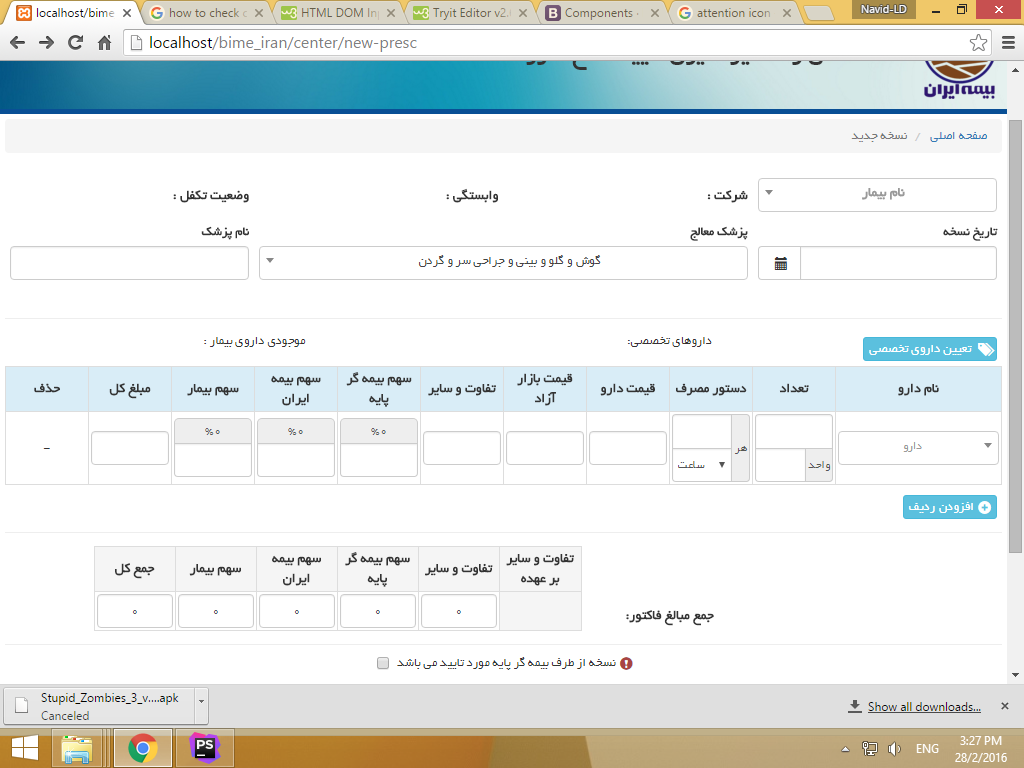 localhost/bime
how to check c
HTML DOM Inp
Tryit Editor v2.
Components -
attention icon
Navid-LD
localhost/bime_iran/center/new-presc
بیمه ایران
صفحه اصلی / نسخه جدید
نام بیمار
شرکت :
وابستگی :
وضعیت تکفل :
تاریخ نسخه
پزشک معالج
نام پزشک
گوش و گلو و بینی و جراحی سر و گردن
تعیین داروی تخصصی
داروهای تخصصی:
موجودی داروی بیمار :
نام دارو
تعداد
دستور مصرف
قیمت دارو
قیمت بازار آزاد
تفاوت و سایر
سهم بیمه گر پایه
سهم بیمه ایران
سهم بیمار
مبلغ کل
حذف
دارو
واحد
هر
ساعت
% ۰
% ۰
% ۰
–
افزودن ردیف
تفاوت و سایر بر عهده
تفاوت و سایر
سهم بیمه گر پایه
سهم بیمه ایران
سهم بیمار
جمع کل
جمع مبالغ فاکتور:
۰
۰
۰
۰
۰
نسخه از طرف بیمه گر پایه مورد تایید می باشد
Stupid_Zombies_3_v....apk
Canceled
Show all downloads...
PS
ENG
3:27 PM
28/2/2016